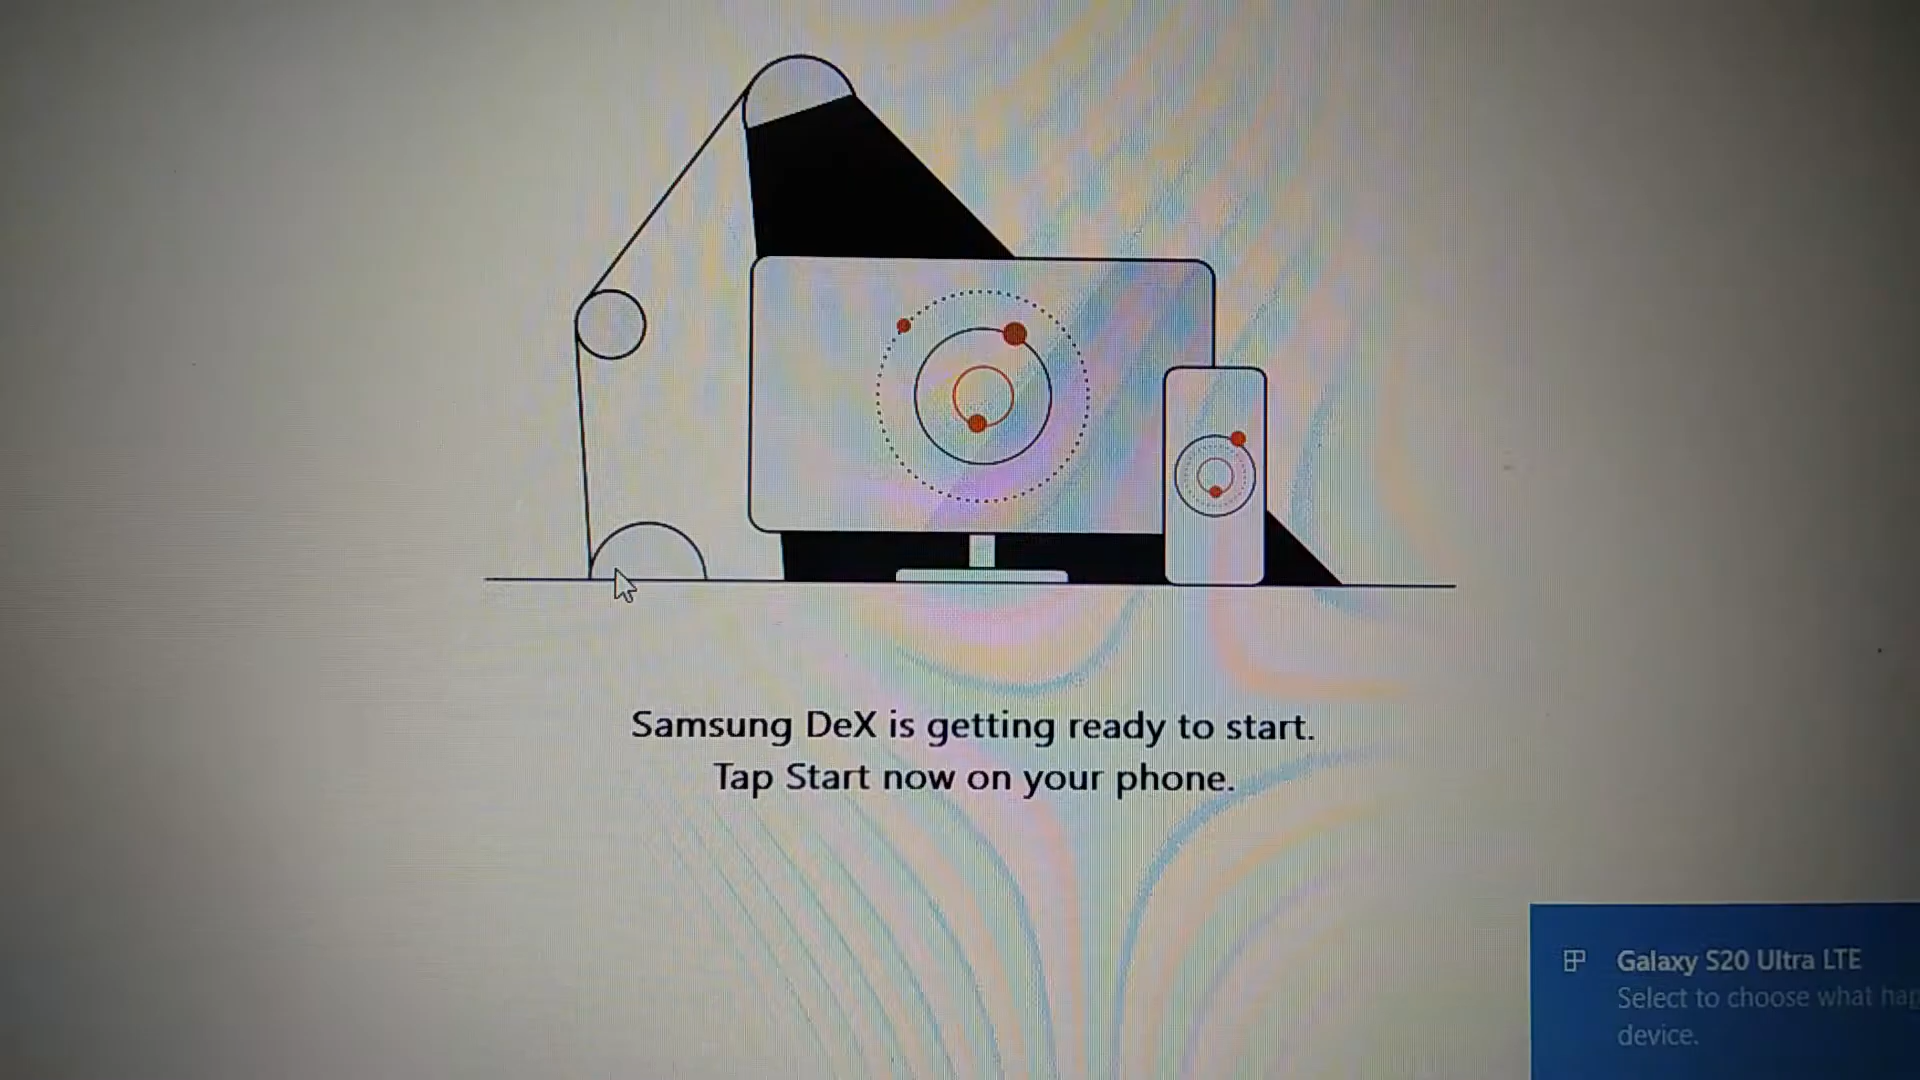 Samsung DeX is getting ready to start.
Tap Start now on your phone.
Galaxy S20 Ultra LTE
Select to choose what
device.